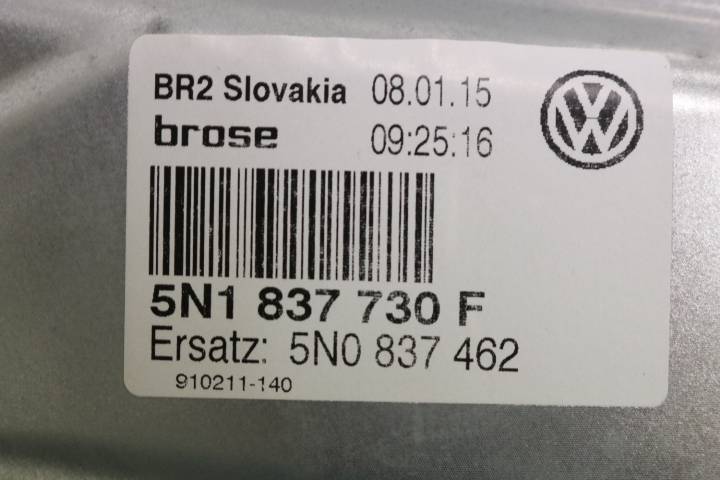 BR2 Slovakia 08.01.15
brose 09:25:16
5N1 837 730 F
Ersatz: 5N0 837 462
910211-140